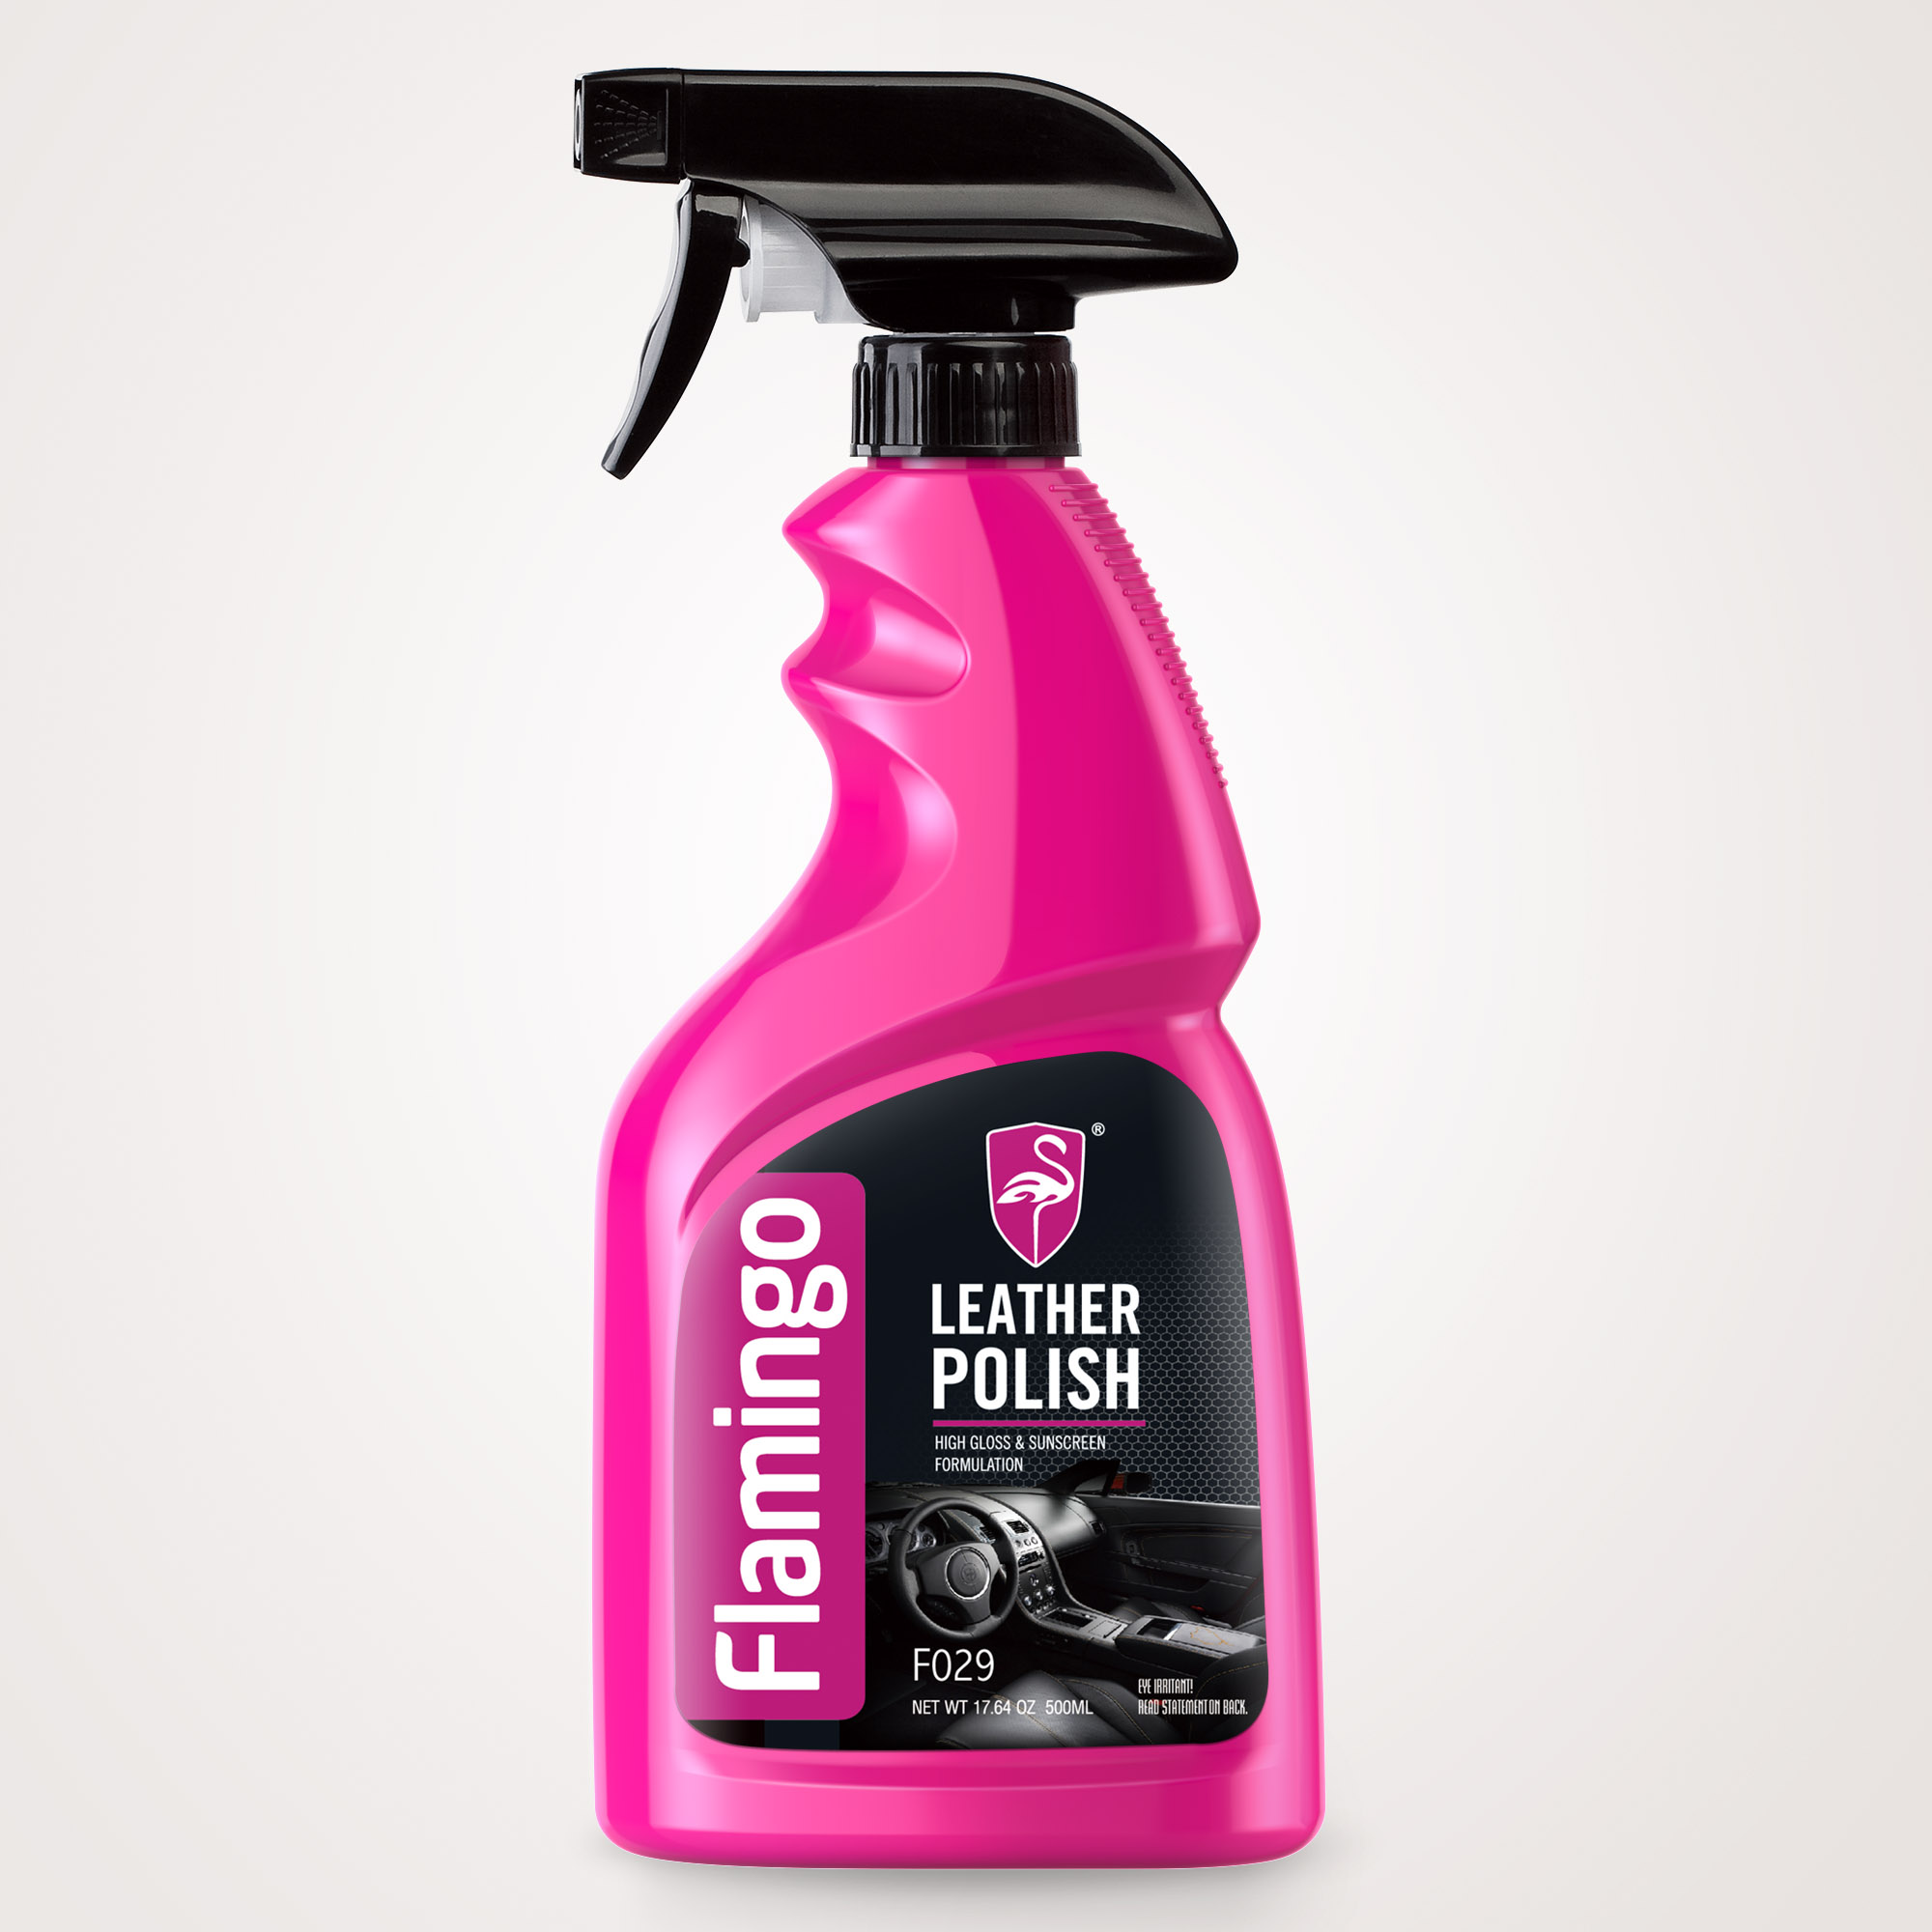 Flamingo
®
LEATHER
POLISH
HIGH GLOSS & SUNSCREEN
FORMULATION
F029
NET WT 17.64 OZ 500ML
EYE IRRITANT!
READ STATEMENT ON BACK.